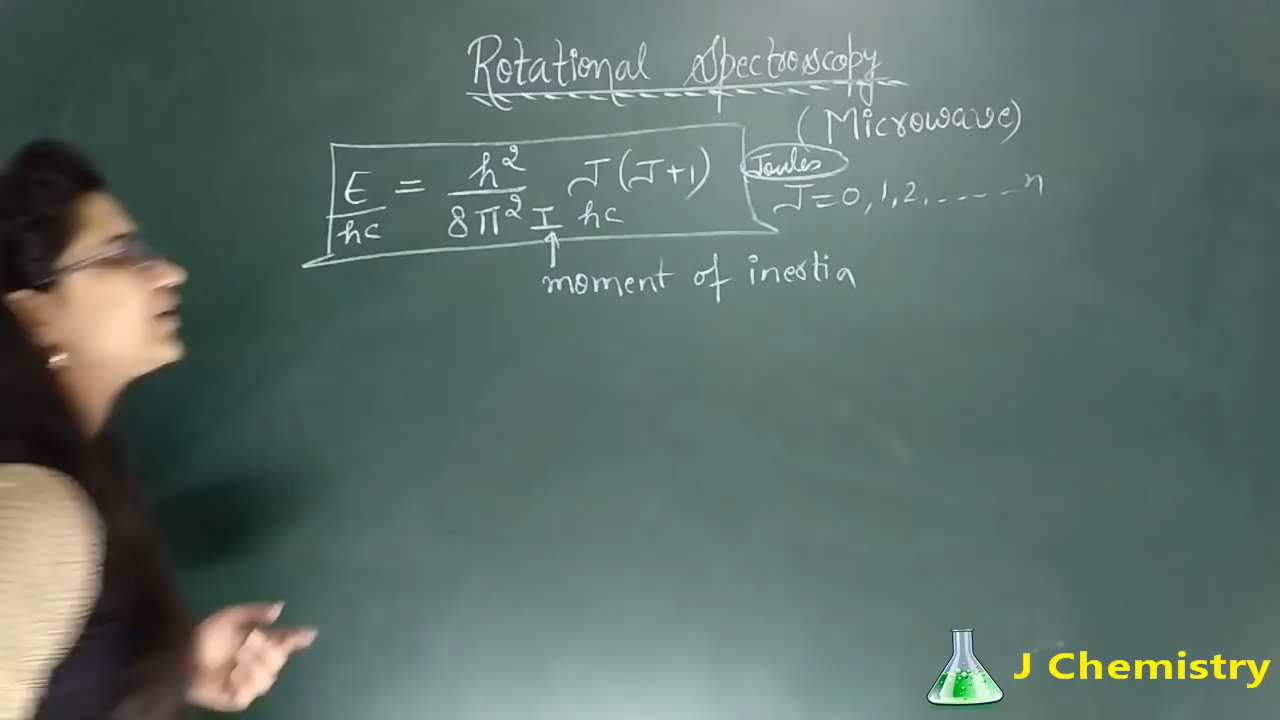 Rotational Spectroscopy
(Microwave)
E/hc = h²/8π² I hc J(J+1) Joules
J=0,1,2,.......n
moment of inertia
J Chemistry